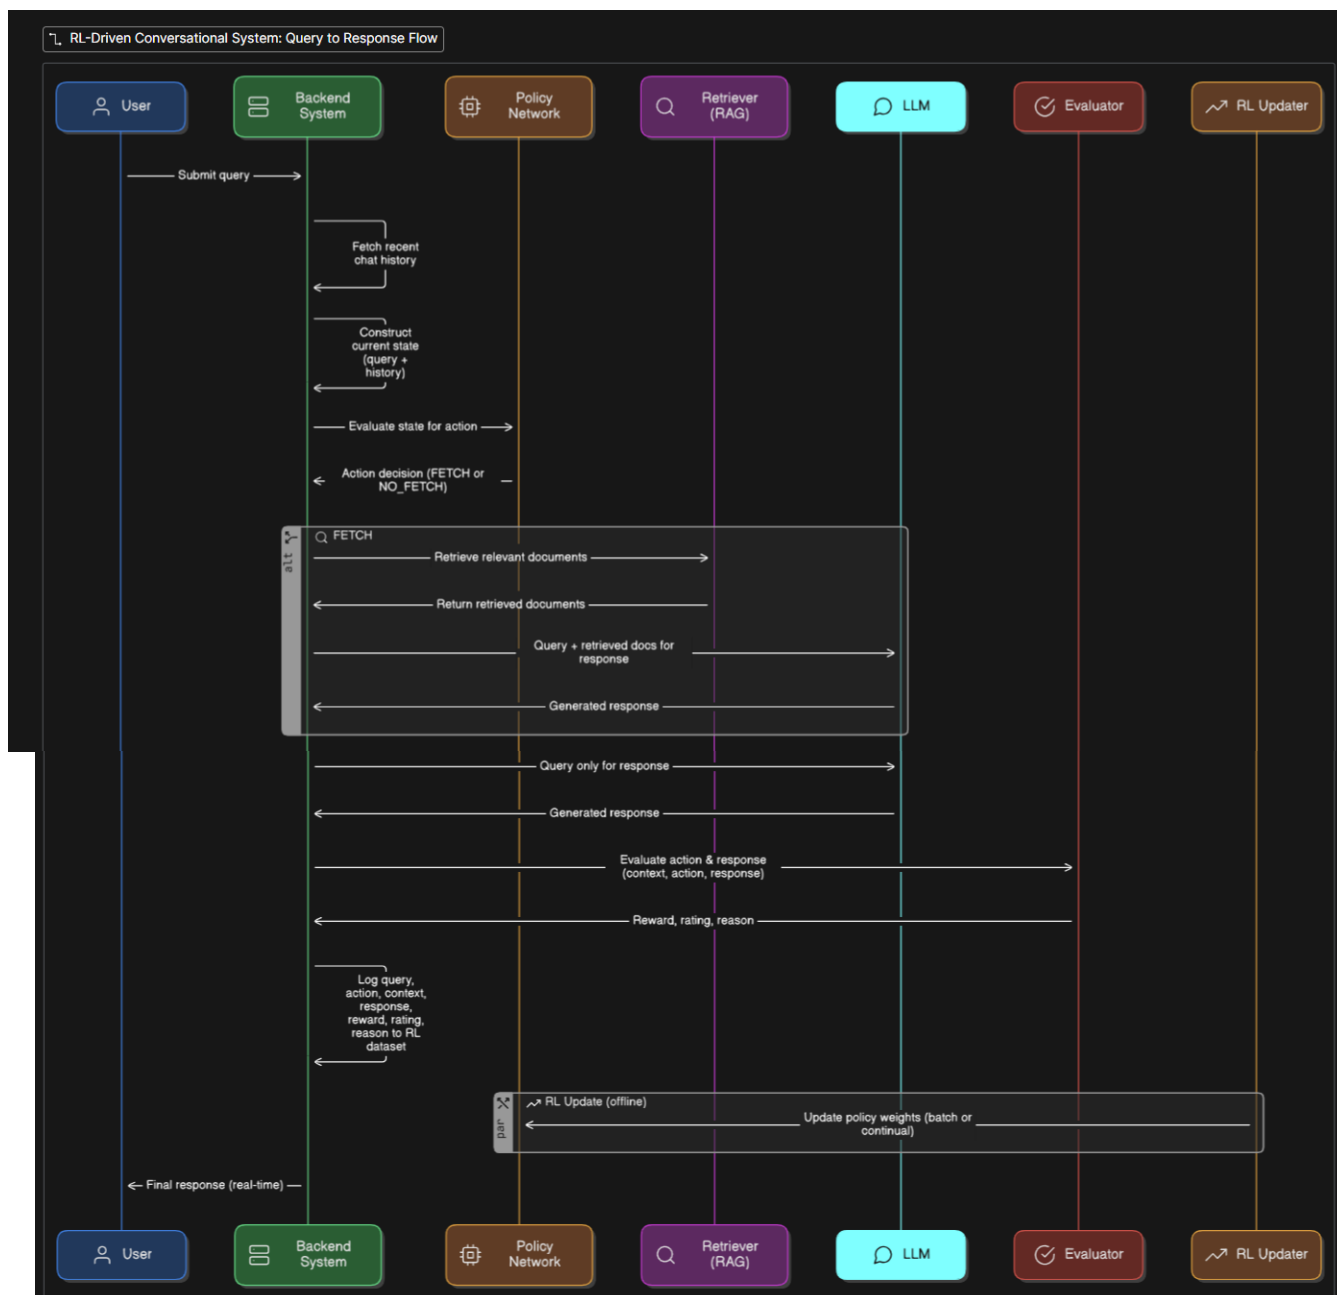 RL-Driven Conversational System: Query to Response Flow
User
Backend
System
Policy
Network
Retriever
(RAG)
LLM
Evaluator
RL Updater
Submit query
Fetch recent
chat history
Construct
current state
(query +
history)
Evaluate state for action
Action decision (FETCH or
NO_FETCH)
alt
FETCH
Retrieve relevant documents
Return retrieved documents
Query + retrieved docs for
response
Generated response
Query only for response
Generated response
Evaluate action & response
(context, action, response)
Reward, rating, reason
Log query,
action, context,
response,
reward, rating,
reason to RL
dataset
par
RL Update (offline)
Update policy weights (batch or
continual)
Final response (real-time)
User
Backend
System
Policy
Network
Retriever
(RAG)
LLM
Evaluator
RL Updater